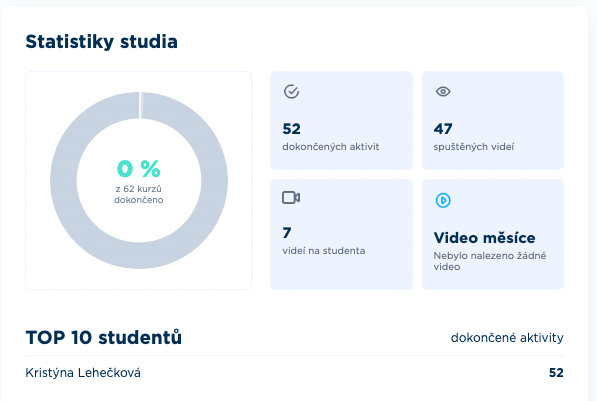 Statistiky studia
0 %
z 62 kurzů
dokončeno
52
dokončených aktivit
47
spuštěných videí
7
videí na studenta
Video měsíce
Nebylo nalezeno žádné
video
TOP 10 studentů
dokončené aktivity
Kristýna Lehečková
52